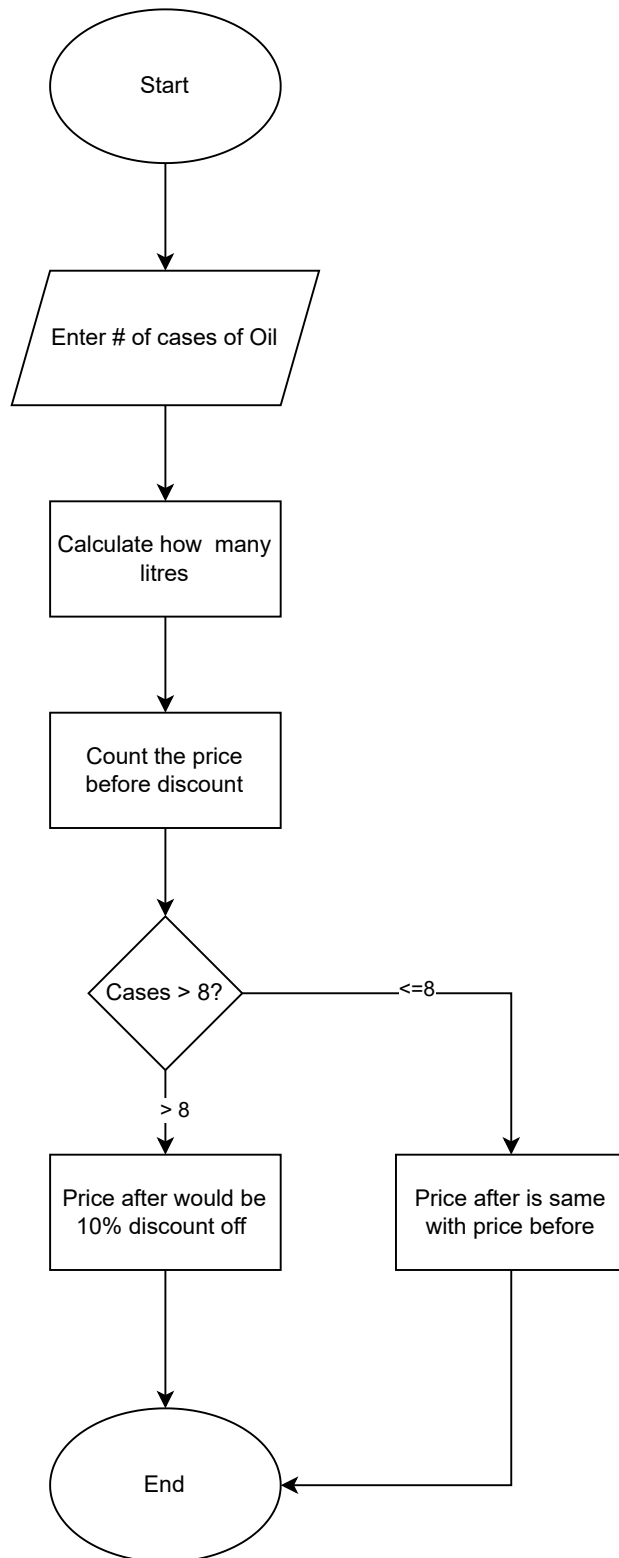 Start
Enter # of cases of Oil
Calculate how  many
litres
Count the price
before discount
Cases > 8?
<=8
> 8
Price after would be
10% discount off
Price after is same
with price before
End